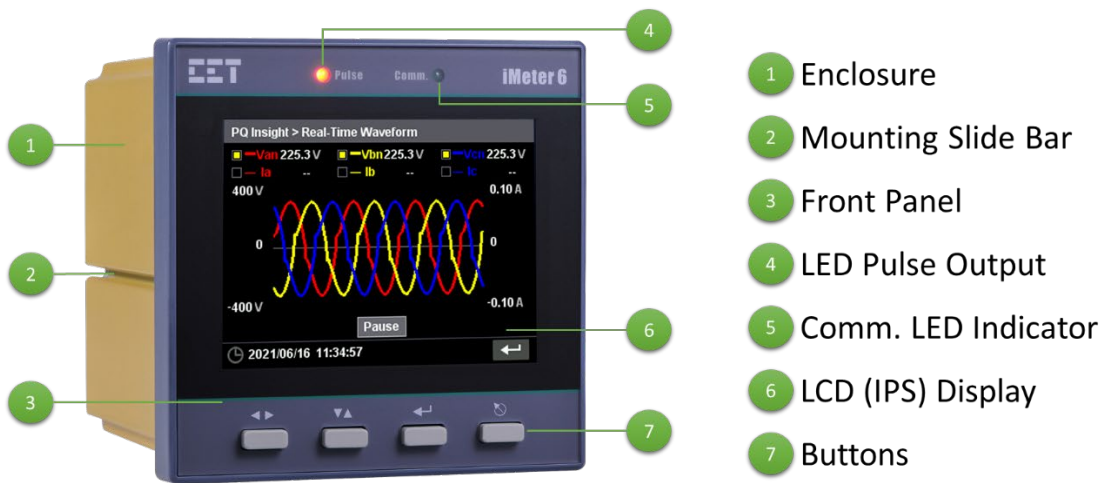 CET
Pulse
Comm.
iMeter 6
PQ Insight > Real-Time Waveform
Van 225.3 V Vbn 225.3 V Vcn 225.3 V
Ia -- Ib -- Ic --
400 V 0.10 A
0 0
-400 V -0.10 A
Pause
2021/06/16 11:34:57
1
2
3
4
5
6
7
1 Enclosure
2 Mounting Slide Bar
3 Front Panel
4 LED Pulse Output
5 Comm. LED Indicator
6 LCD (IPS) Display
7 Buttons